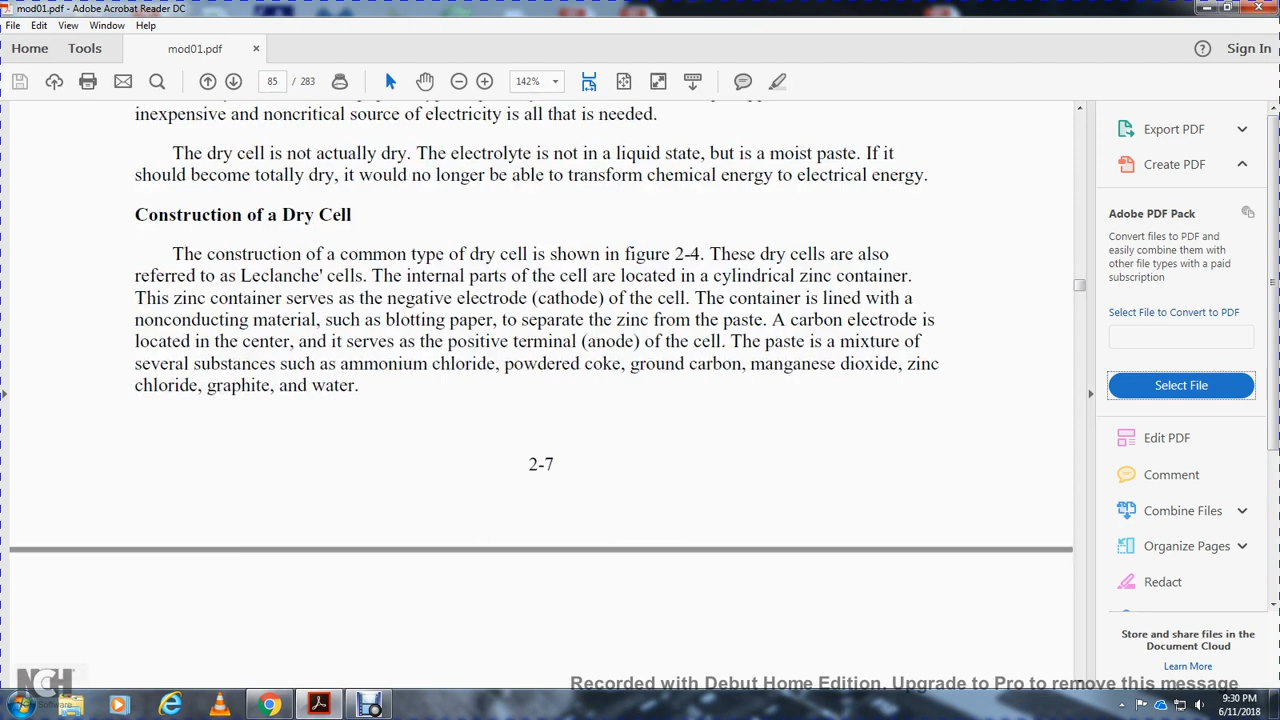 mod01.pdf - Adobe Acrobat Reader DC
File Edit View Window Help
Home Tools mod01.pdf × Sign In
85 / 283 142%
inexpensive and noncritical source of electricity is all that is needed.
The dry cell is not actually dry. The electrolyte is not in a liquid state, but is a moist paste. If it
should become totally dry, it would no longer be able to transform chemical energy to electrical energy.
Construction of a Dry Cell
The construction of a common type of dry cell is shown in figure 2-4. These dry cells are also
referred to as Leclanche' cells. The internal parts of the cell are located in a cylindrical zinc container.
This zinc container serves as the negative electrode (cathode) of the cell. The container is lined with a
nonconducting material, such as blotting paper, to separate the zinc from the paste. A carbon electrode is
located in the center, and it serves as the positive terminal (anode) of the cell. The paste is a mixture of
several substances such as ammonium chloride, powdered coke, ground carbon, manganese dioxide, zinc
chloride, graphite, and water.
2-7
Export PDF
Create PDF
Adobe PDF Pack
Convert files to PDF and
easily combine them with
other file types with a paid
subscription
Select File to Convert to PDF
Select File
Edit PDF
Comment
Combine Files
Organize Pages
Redact
Store and share files in the
Document Cloud
Learn More
NCH
Software
Recorded with Debut Home Edition. Upgrade to Pro to remove this message
9:30 PM
6/11/2018